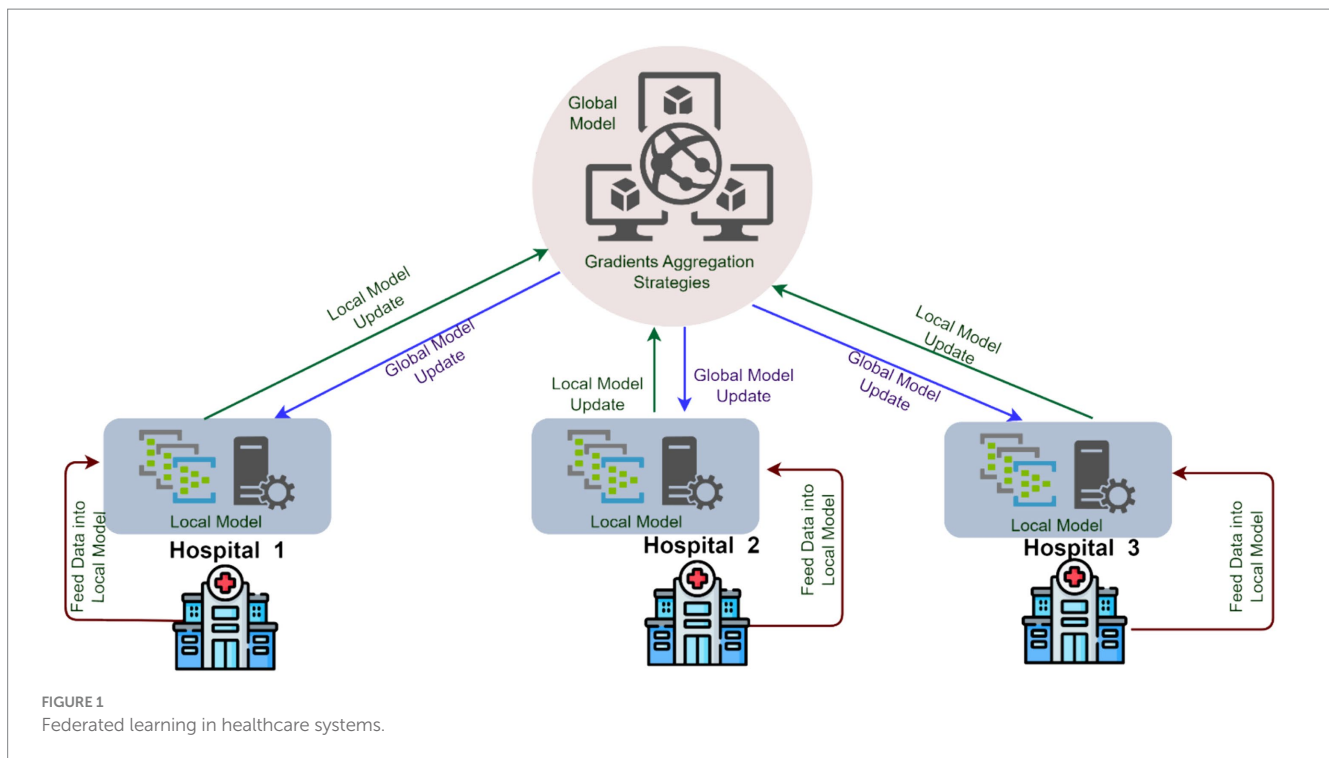 Global
Model
Gradients Aggregation
Strategies
Local Model
Update
Global Model
Update
Local Model
Update
Global Model
Update
Local Model
Update
Global Model
Update
Feed Data into
Local Model
Local Model
Hospital 1
Local Model
Hospital 2
Feed Data into
Local Model
Local Model
Hospital 3
Feed Data into
Local Model
FIGURE 1
Federated learning in healthcare systems.